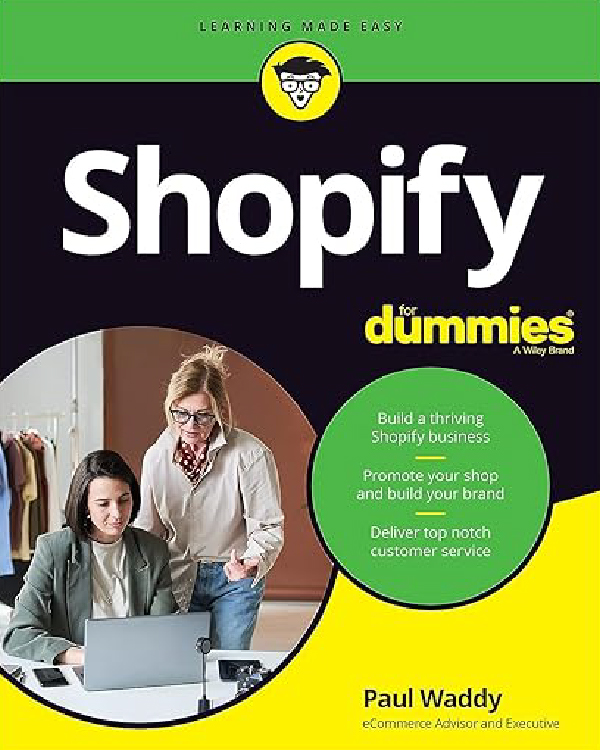 LEARNING MADE EASY
Shopify
for
dummies®
A Wiley Brand
Build a thriving
Shopify business
Promote your shop
and build your brand
Deliver top notch
customer service
Paul Waddy
eCommerce Advisor and Executive